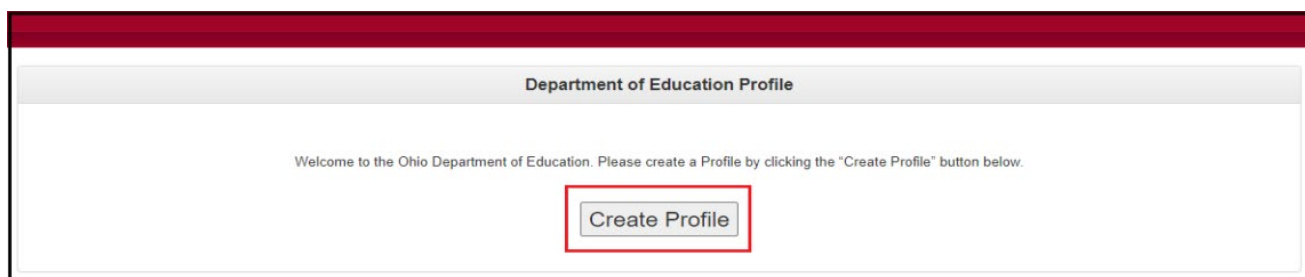 Department of Education Profile
Welcome to the Ohio Department of Education. Please create a Profile by clicking the “Create Profile” button below.
Create Profile